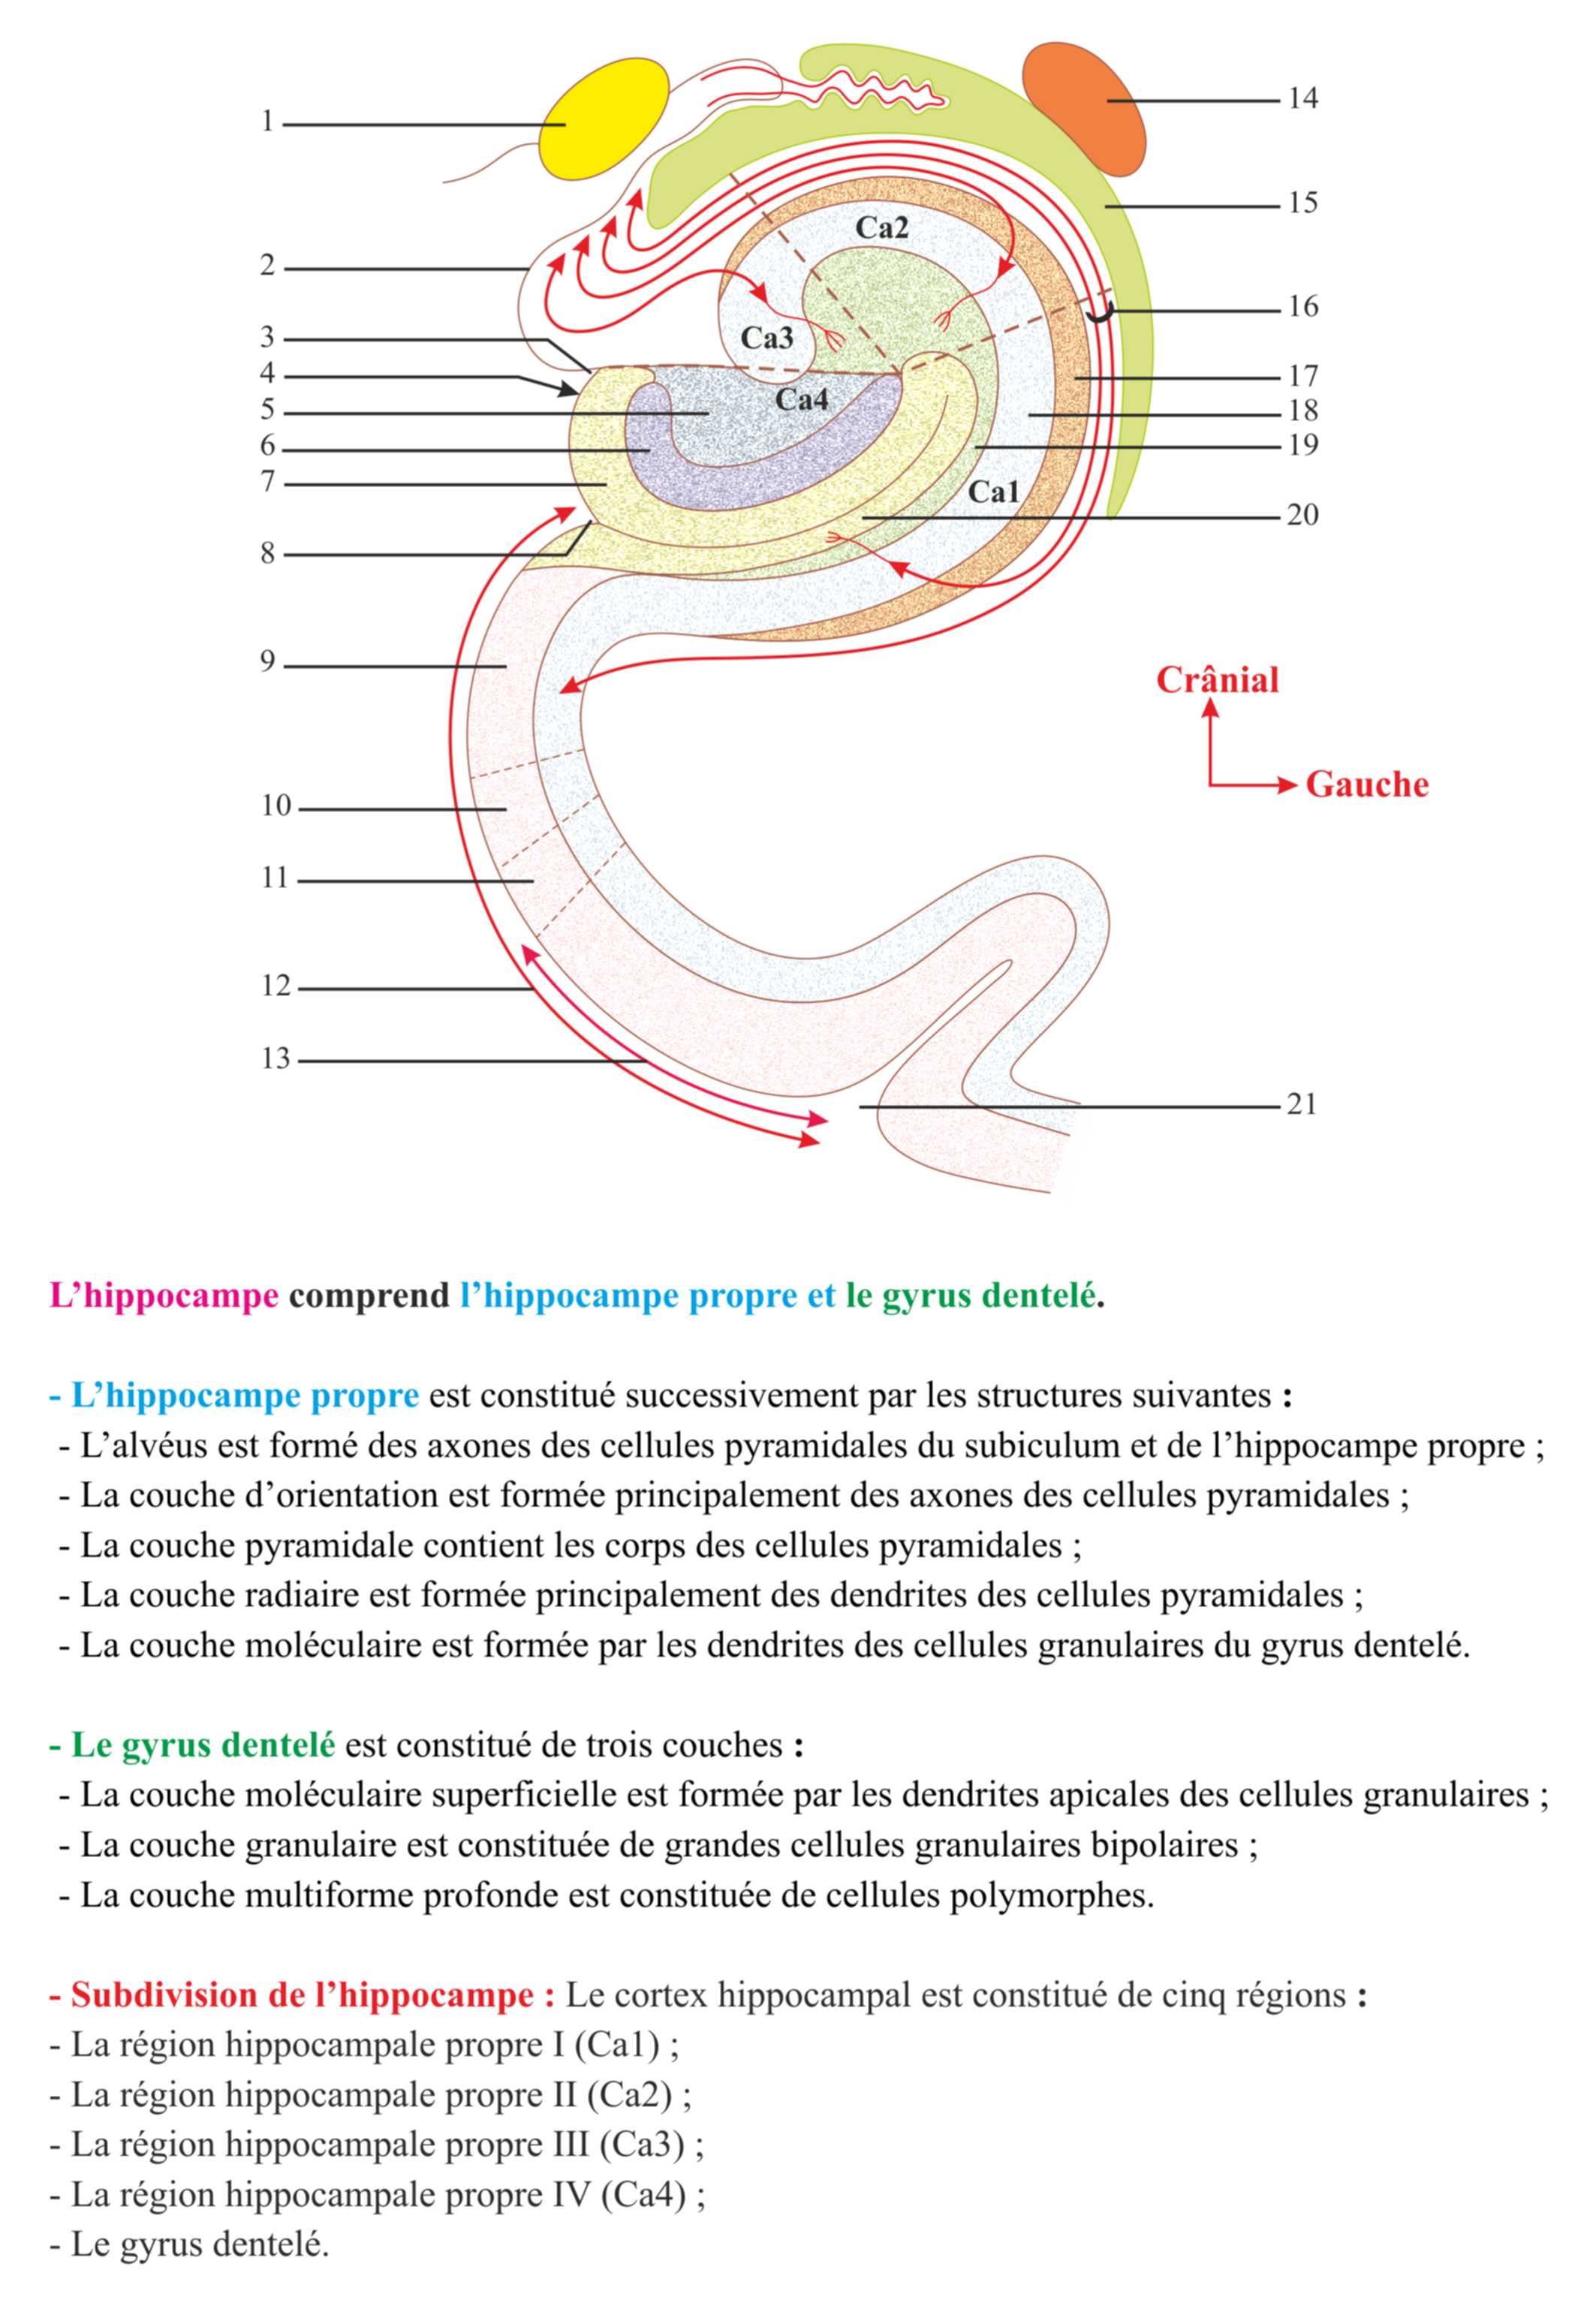 1
2
3
4
5
6
7
8
9
10
11
12
13
14
15
16
17
18
19
20
21
Ca2
Ca3
Ca4
Ca1
Crânial
Gauche
L’hippocampe comprend l’hippocampe propre et le gyrus dentelé.
- L’hippocampe propre est constitué successivement par les structures suivantes :
- L’alvéus est formé des axones des cellules pyramidales du subiculum et de l’hippocampe propre ;
- La couche d’orientation est formée principalement des axones des cellules pyramidales ;
- La couche pyramidale contient les corps des cellules pyramidales ;
- La couche radiaire est formée principalement des dendrites des cellules pyramidales ;
- La couche moléculaire est formée par les dendrites des cellules granulaires du gyrus dentelé.
- Le gyrus dentelé est constitué de trois couches :
- La couche moléculaire superficielle est formée par les dendrites apicales des cellules granulaires ;
- La couche granulaire est constituée de grandes cellules granulaires bipolaires ;
- La couche multiforme profonde est constituée de cellules polymorphes.
- Subdivision de l’hippocampe : Le cortex hippocampal est constitué de cinq régions :
- La région hippocampale propre I (Ca1) ;
- La région hippocampale propre II (Ca2) ;
- La région hippocampale propre III (Ca3) ;
- La région hippocampale propre IV (Ca4) ;
- Le gyrus dentelé.